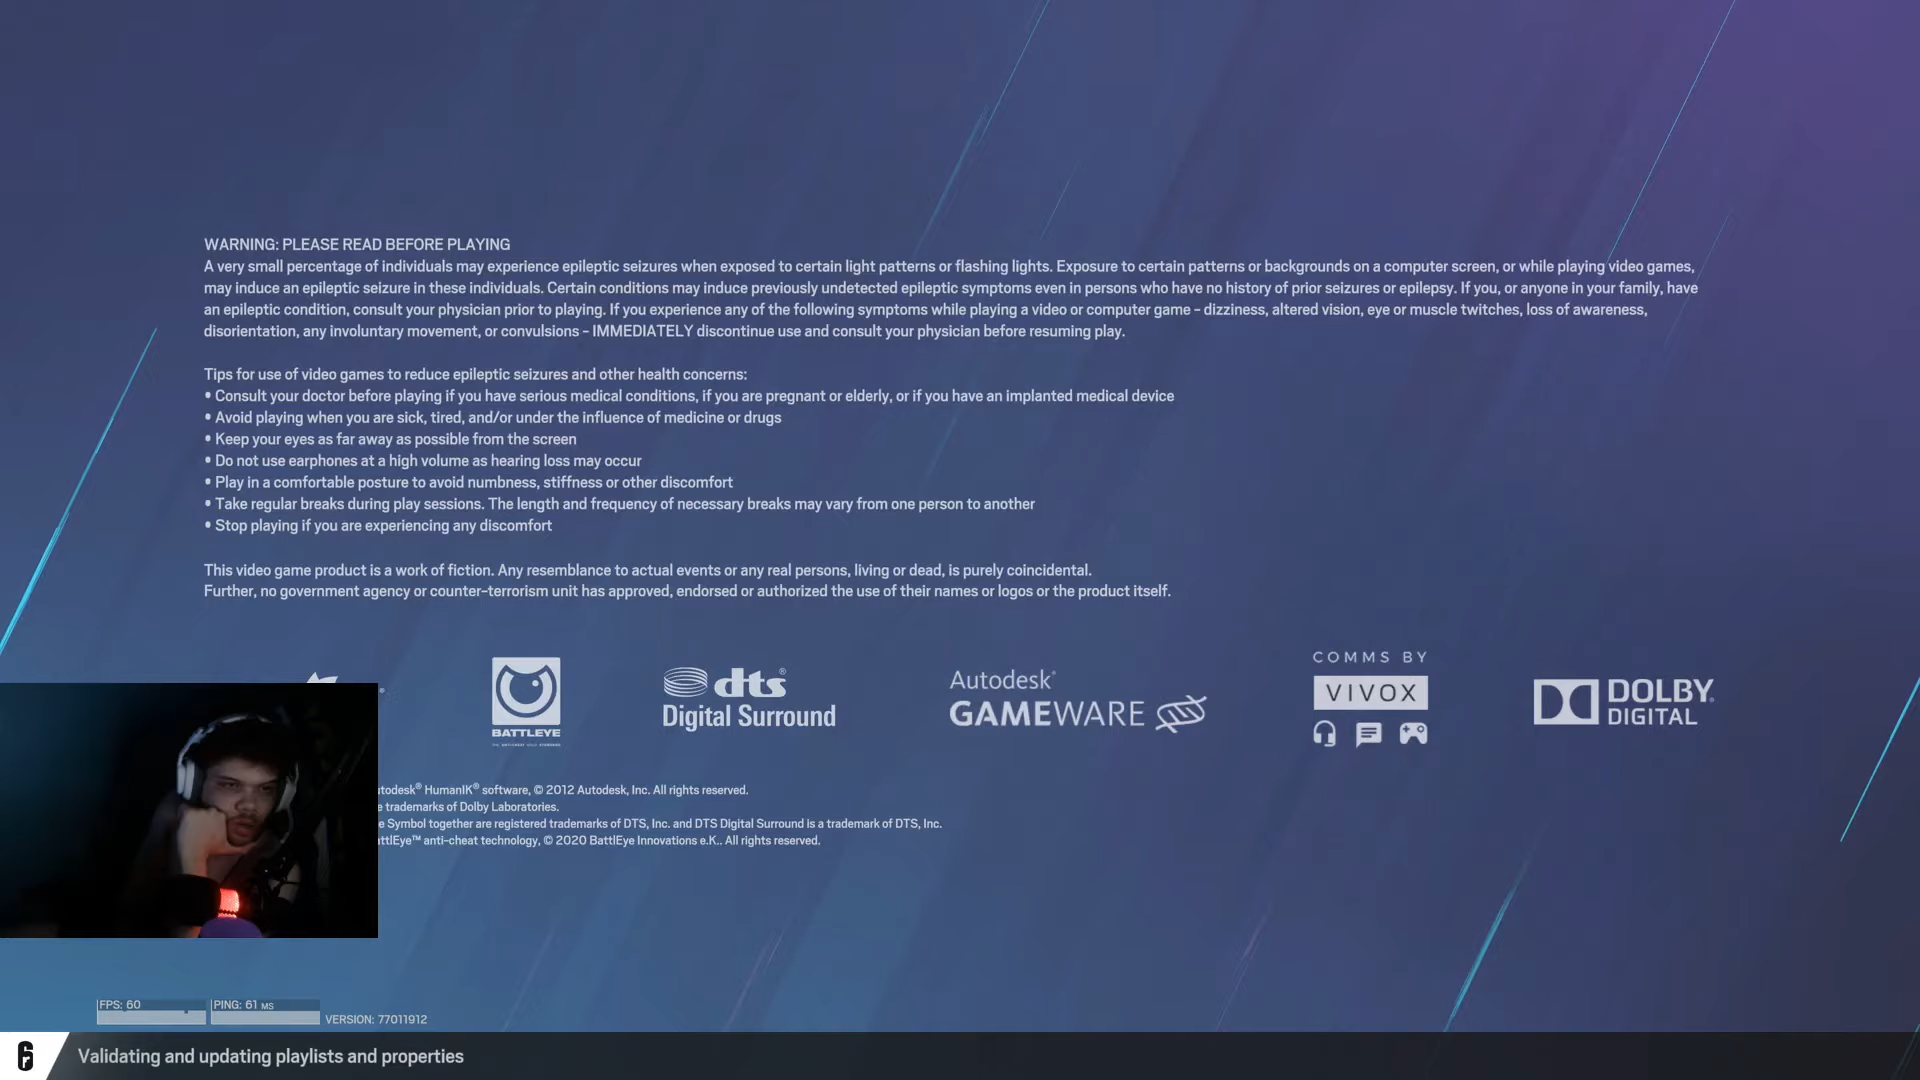 WARNING: PLEASE READ BEFORE PLAYING
A very small percentage of individuals may experience epileptic seizures when exposed to certain light patterns or flashing lights. Exposure to certain patterns or backgrounds on a computer screen, or while playing video games,
may induce an epileptic seizure in these individuals. Certain conditions may induce previously undetected epileptic symptoms even in persons who have no history of prior seizures or epilepsy. If you, or anyone in your family, have
an epileptic condition, consult your physician prior to playing. If you experience any of the following symptoms while playing a video or computer game - dizziness, altered vision, eye or muscle twitches, loss of awareness,
disorientation, any involuntary movement, or convulsions - IMMEDIATELY discontinue use and consult your physician before resuming play.
Tips for use of video games to reduce epileptic seizures and other health concerns:
• Consult your doctor before playing if you have serious medical conditions, if you are pregnant or elderly, or if you have an implanted medical device
• Avoid playing when you are sick, tired, and/or under the influence of medicine or drugs
• Keep your eyes as far away as possible from the screen
• Do not use earphones at a high volume as hearing loss may occur
• Play in a comfortable posture to avoid numbness, stiffness or other discomfort
• Take regular breaks during play sessions. The length and frequency of necessary breaks may vary from one person to another
• Stop playing if you are experiencing any discomfort
This video game product is a work of fiction. Any resemblance to actual events or any real persons, living or dead, is purely coincidental.
Further, no government agency or counter-terrorism unit has approved, endorsed or authorized the use of their names or logos or the product itself.
BATTLEYE
dts®
Digital Surround
Autodesk®
GAMEWARE
COMMS BY
VIVOX
DOLBY®
DIGITAL
HumanIK® software, © 2012 Autodesk, Inc. All rights reserved.
trademarks of Dolby Laboratories.
Symbol together are registered trademarks of DTS, Inc. and DTS Digital Surround is a trademark of DTS, Inc.
anti-cheat technology, © 2020 BattlEye Innovations e.K.. All rights reserved.
FPS: 60
PING: 61 MS
VERSION: 77011912
6
Validating and updating playlists and properties